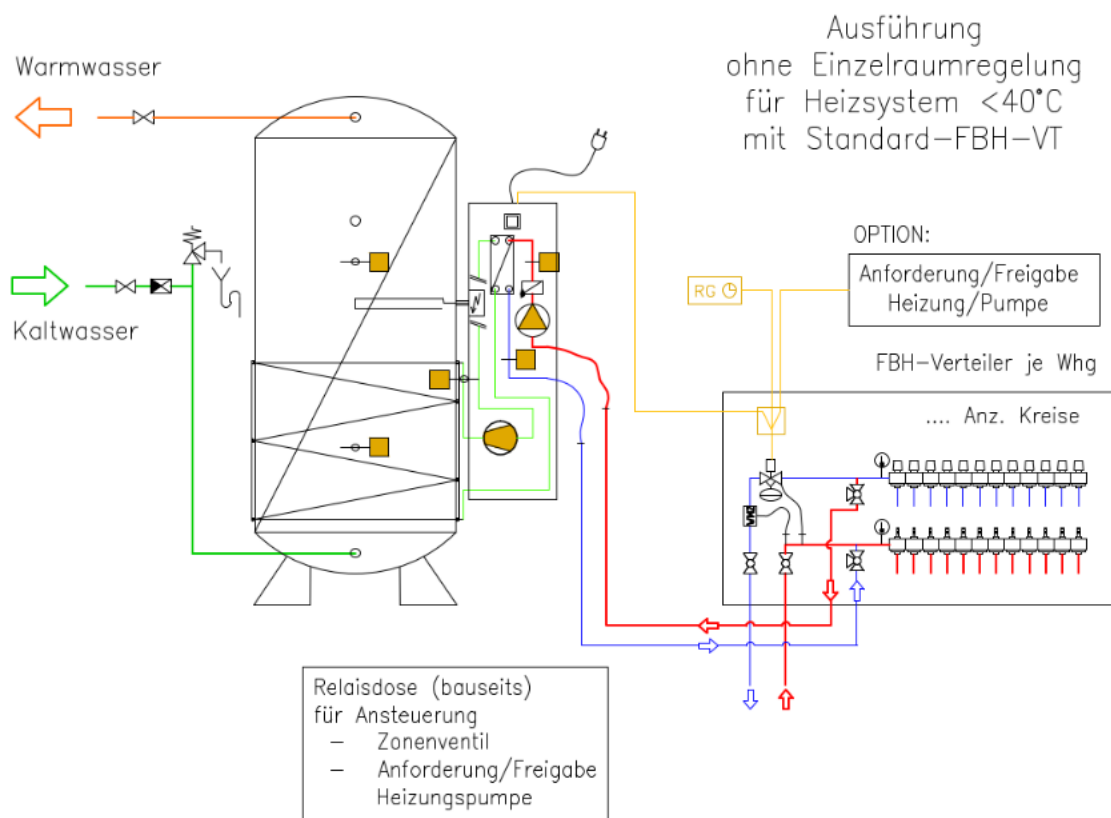 Ausführung
ohne Einzelraumregelung
für Heizsystem <40°C
mit Standard-FBH-VT
Warmwasser
Kaltwasser
OPTION:
Anforderung/Freigabe
Heizung/Pumpe
RG
FBH-Verteiler je Whg
.... Anz. Kreise
Relaisdose (bauseits)
für Ansteuerung
- Zonenventil
- Anforderung/Freigabe
Heizungspumpe